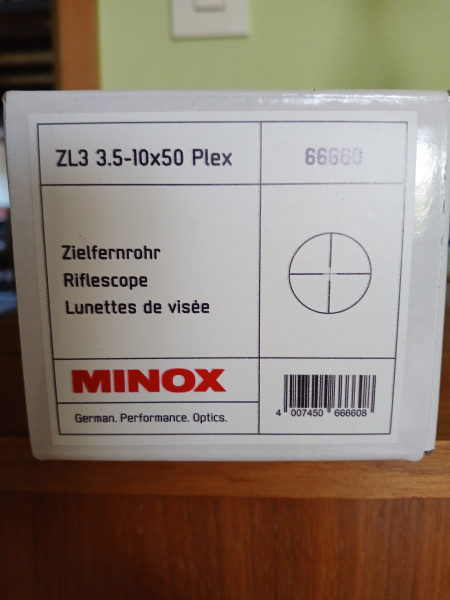 ZL3 3.5-10x50 Plex
66660
Zielfernrohr
Riflescope
Lunettes de visée
MINOX
German. Performance. Optics.
4 007450 666608